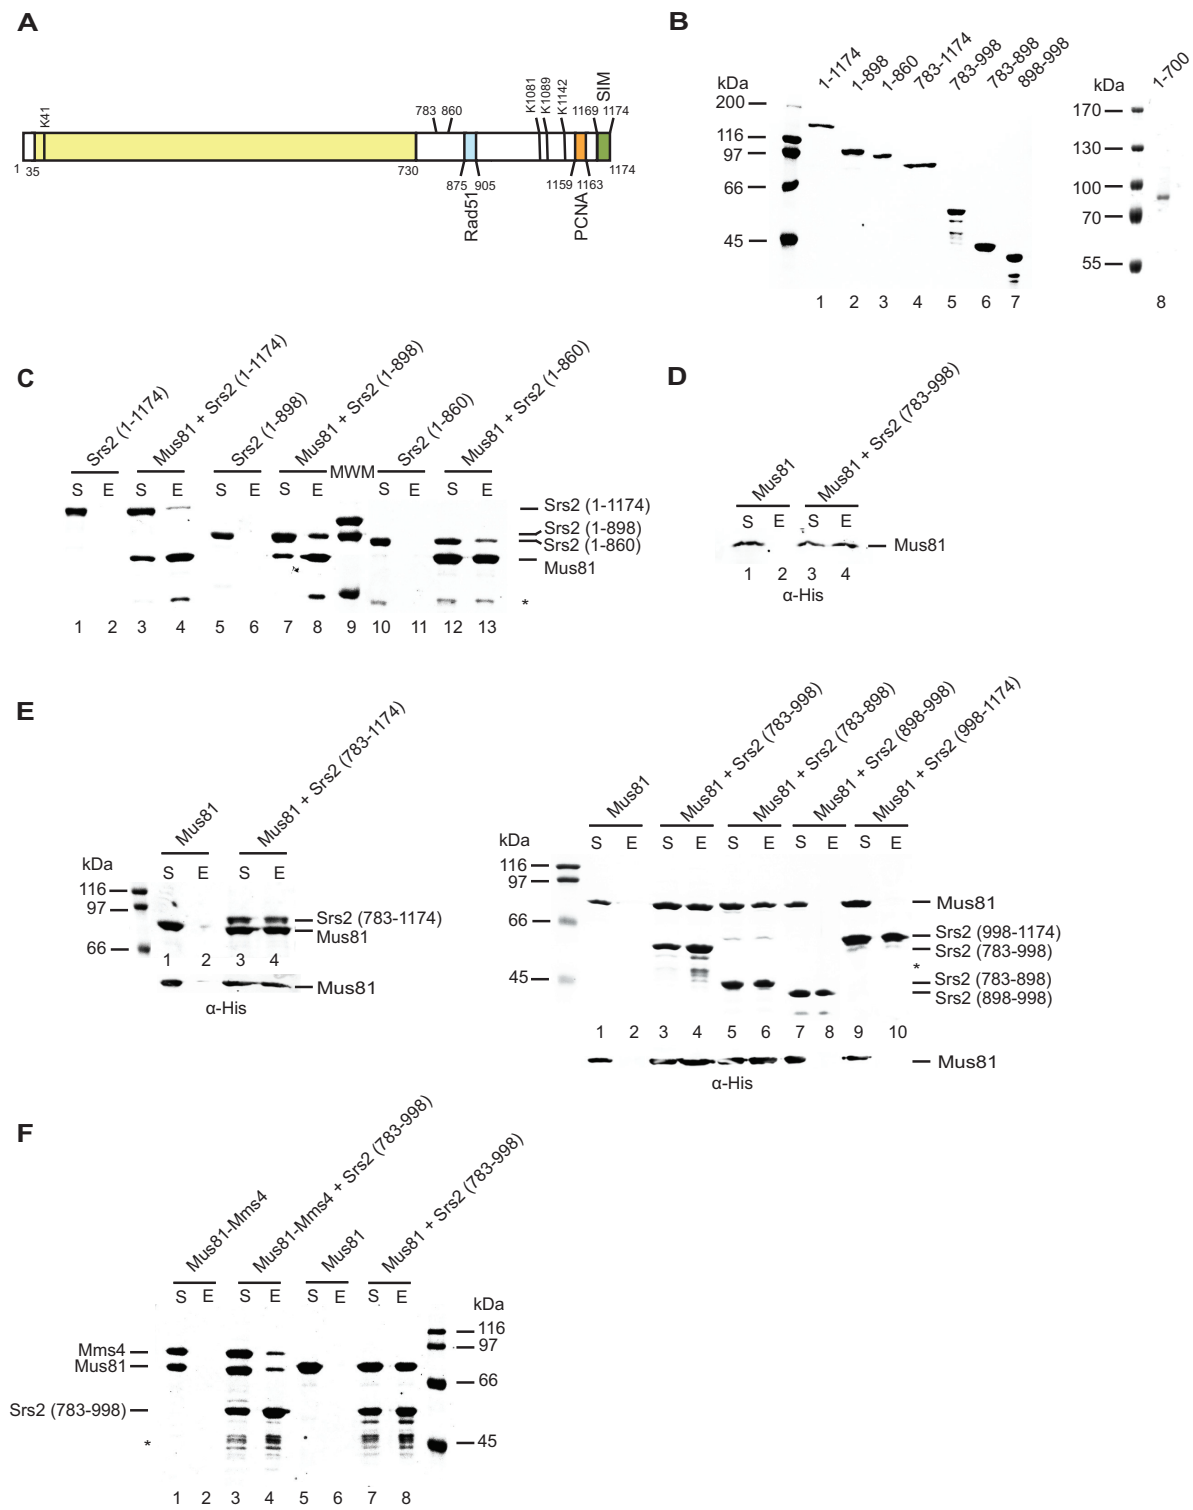 A
K41
783 860
K1081
K1089
K1142
1169
SIM
1174
1
35
730
875
905
Rad51
1159
1163
PCNA
1174
B
kDa
1-1174
1-898
1-860
783-1174
783-998
783-898
898-998
200
116
97
66
45
1 2 3 4 5 6 7
kDa
1-700
170
130
100
70
55
8
C
Srs2 (1-1174)
Mus81 + Srs2 (1-1174)
Srs2 (1-898)
Mus81 + Srs2 (1-898)
MWM
Srs2 (1-860)
Mus81 + Srs2 (1-860)
S E S E S E S E S E S E
Srs2 (1-1174)
Srs2 (1-898)
Srs2 (1-860)
Mus81
*
1 2 3 4 5 6 7 8 9 10 11 12 13
D
Mus81
Mus81 + Srs2 (783-998)
S E S E
Mus81
1 2 3 4
α-His
E
Mus81
Mus81 + Srs2 (783-1174)
kDa
S E S E
116
97
66
Srs2 (783-1174)
Mus81
1 2 3 4
Mus81
α-His
Mus81
Mus81 + Srs2 (783-998)
Mus81 + Srs2 (783-898)
Mus81 + Srs2 (898-998)
Mus81 + Srs2 (998-1174)
kDa
S E S E S E S E S E
116
97
66
45
Mus81
Srs2 (998-1174)
Srs2 (783-998)
*
Srs2 (783-898)
Srs2 (898-998)
1 2 3 4 5 6 7 8 9 10
Mus81
α-His
F
Mus81-Mms4
Mus81-Mms4 + Srs2 (783-998)
Mus81
Mus81 + Srs2 (783-998)
S E S E S E S E
kDa
Mms4
Mus81
Srs2 (783-998)
*
116
97
66
45
1 2 3 4 5 6 7 8